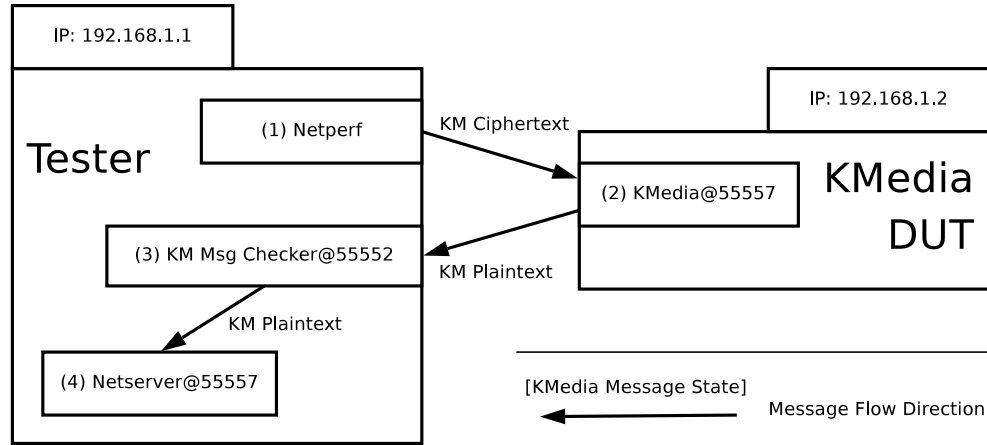 IP: 192.168.1.1
IP: 192.168.1.2
(1) Netperf
KM Ciphertext
Tester
(2) KMedia@55557
KMedia
DUT
(3) KM Msg Checker@55552
KM Plaintext
KM Plaintext
(4) Netserver@55557
[KMedia Message State]
Message Flow Direction